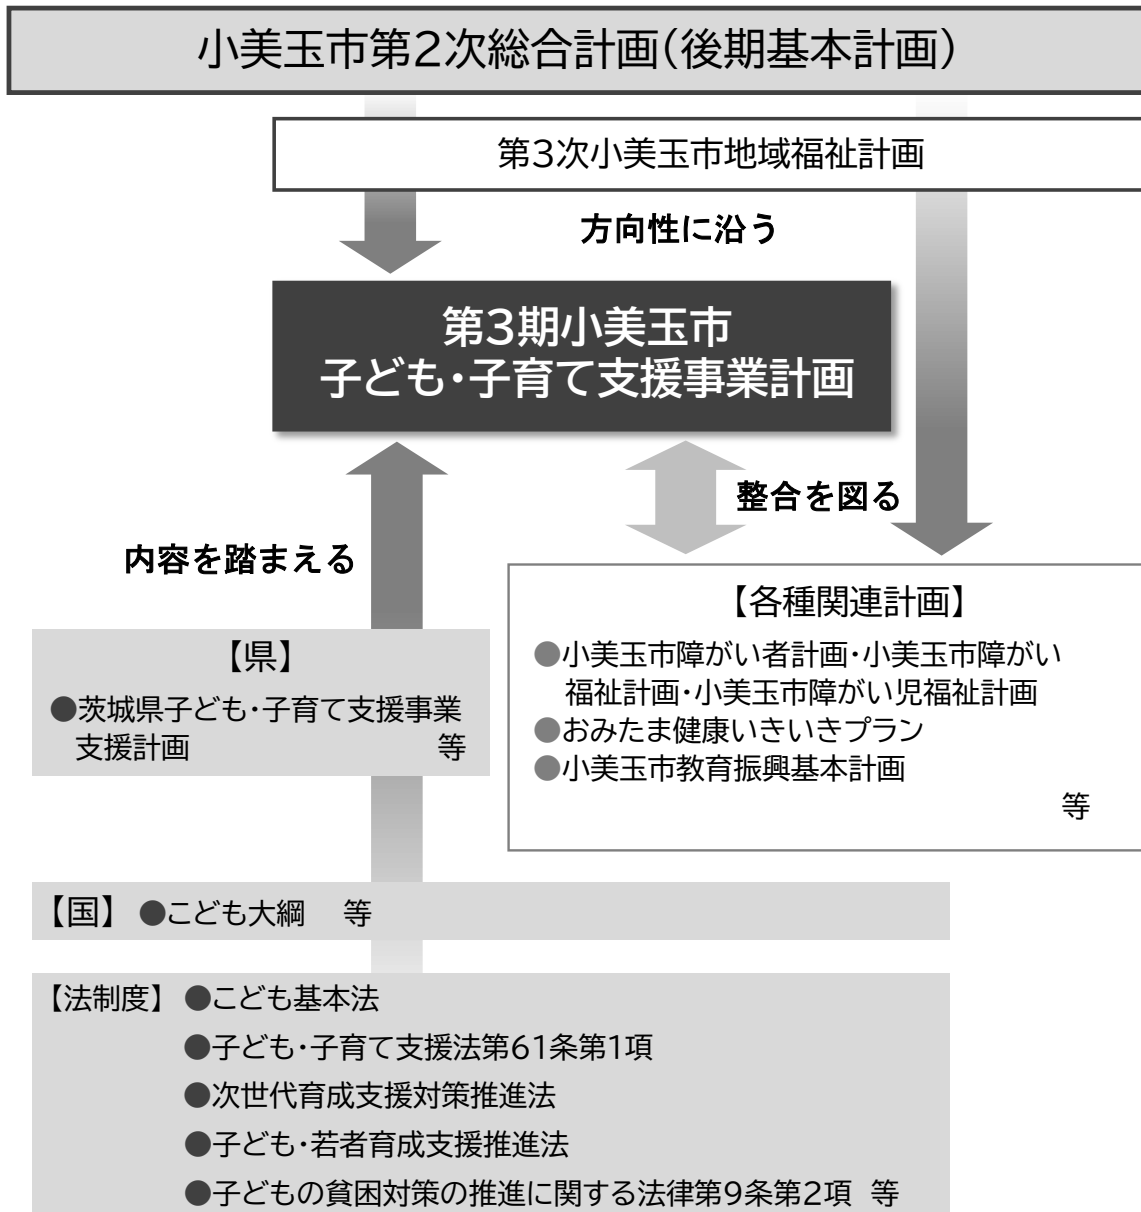 小美玉市第2次総合計画(後期基本計画)
第3次小美玉市地域福祉計画
方向性に沿う
第3期小美玉市
子ども・子育て支援事業計画
整合を図る
内容を踏まえる
【各種関連計画】
●小美玉市障がい者計画・小美玉市障がい
福祉計画・小美玉市障がい児福祉計画
●おみたま健康いきいきプラン
●小美玉市教育振興基本計画
等
【県】
●茨城県子ども・子育て支援事業
支援計画 等
【国】 ●こども大綱 等
【法制度】 ●こども基本法
●子ども・子育て支援法第61条第1項
●次世代育成支援対策推進法
●子ども・若者育成支援推進法
●子どもの貧困対策の推進に関する法律第9条第2項 等